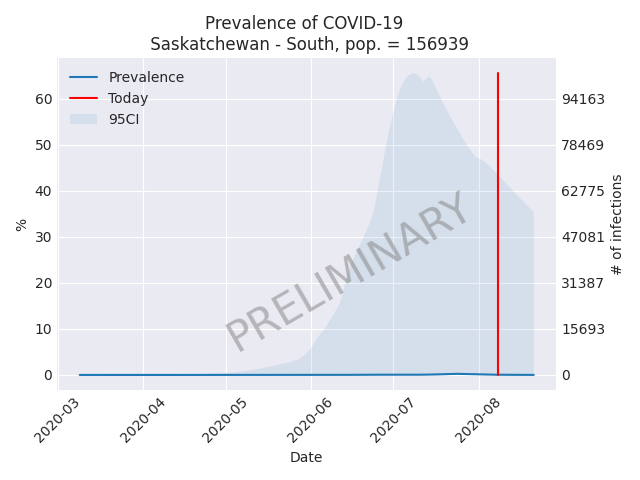 Prevalence of COVID-19
Saskatchewan - South, pop. = 156939
Prevalence
Today
95CI
60
50
40
30
20
10
0
%
94163
78469
62775
47081
31387
15693
0
# of infections
PRELIMINARY
2020-03
2020-04
2020-05
2020-06
2020-07
2020-08
Date